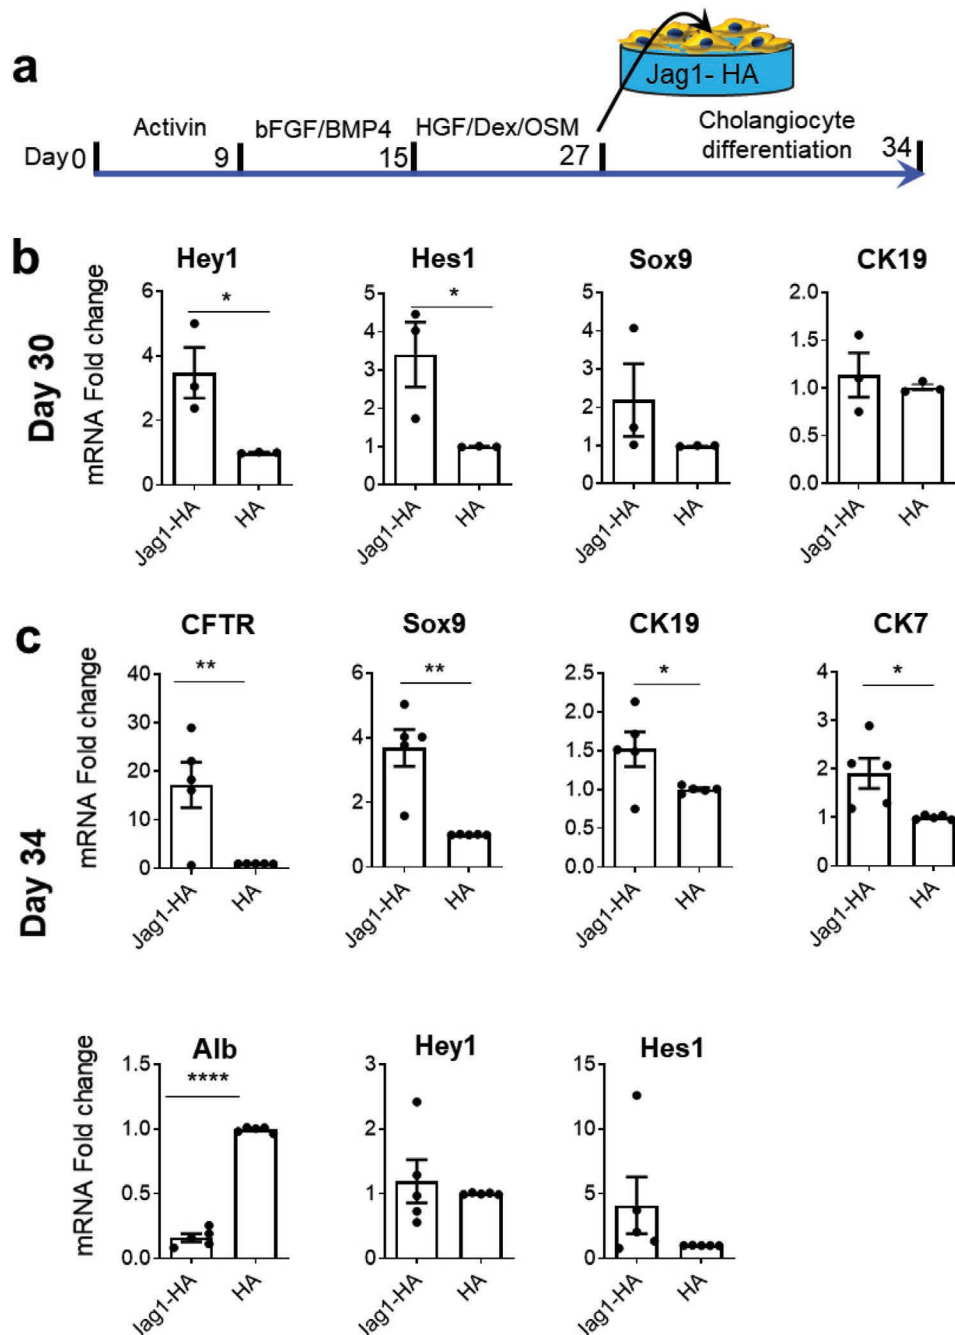 a
Jag1- HA
Activin
bFGF/BMP4
HGF/Dex/OSM
Cholangiocyte
differentiation
Day 0
9
15
27
34
b
Day 30
Hey1
Hes1
Sox9
CK19
mRNA Fold change
6
4
2
0
*
Jag1-HA
HA
5
4
3
2
1
0
*
Jag1-HA
HA
5
4
3
2
1
0
Jag1-HA
HA
2.0
1.5
1.0
0.5
0.0
Jag1-HA
HA
c
Day 34
CFTR
Sox9
CK19
CK7
mRNA Fold change
40
30
20
10
0
**
Jag1-HA
HA
6
4
2
0
**
Jag1-HA
HA
2.5
2.0
1.5
1.0
0.5
0.0
*
Jag1-HA
HA
4
3
2
1
0
*
Jag1-HA
HA
Alb
Hey1
Hes1
mRNA Fold change
1.5
1.0
0.5
0.0
****
Jag1-HA
HA
3
2
1
0
Jag1-HA
HA
15
10
5
0
Jag1-HA
HA